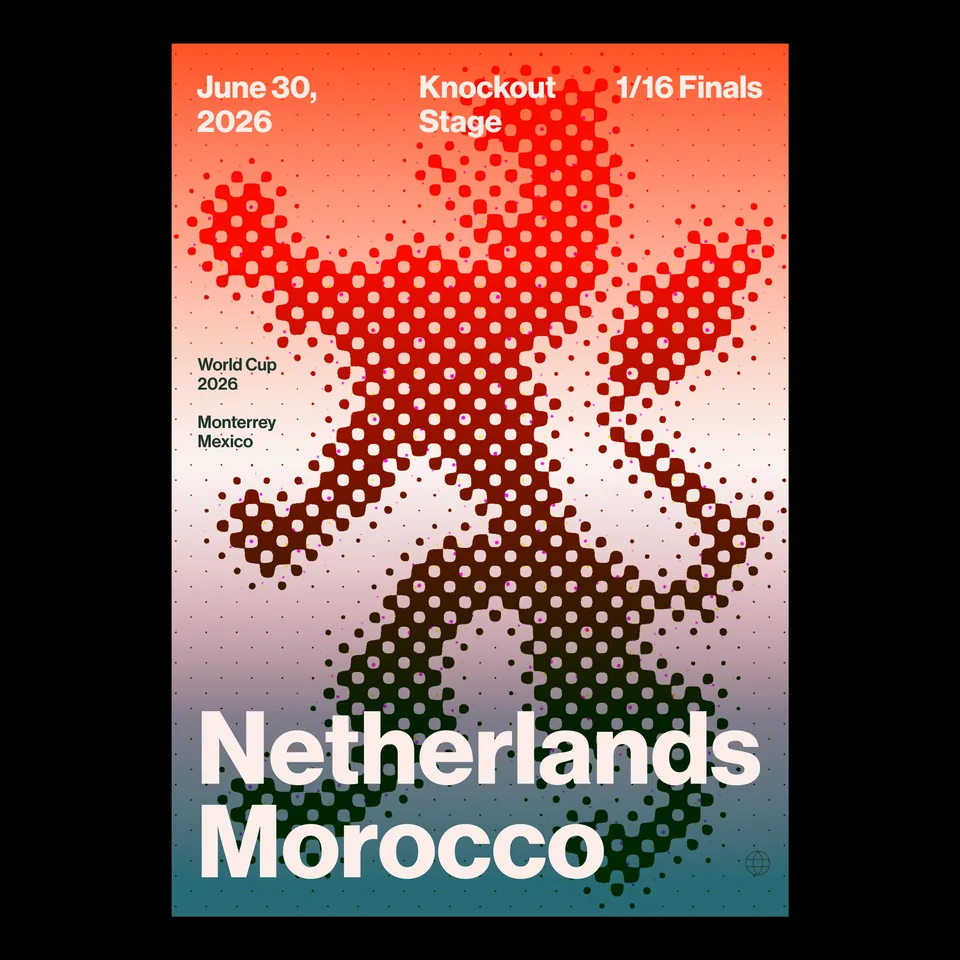 June 30,
2026
Knockout
Stage
1/16 Finals
World Cup
2026
Monterrey
Mexico
Netherlands
Morocco